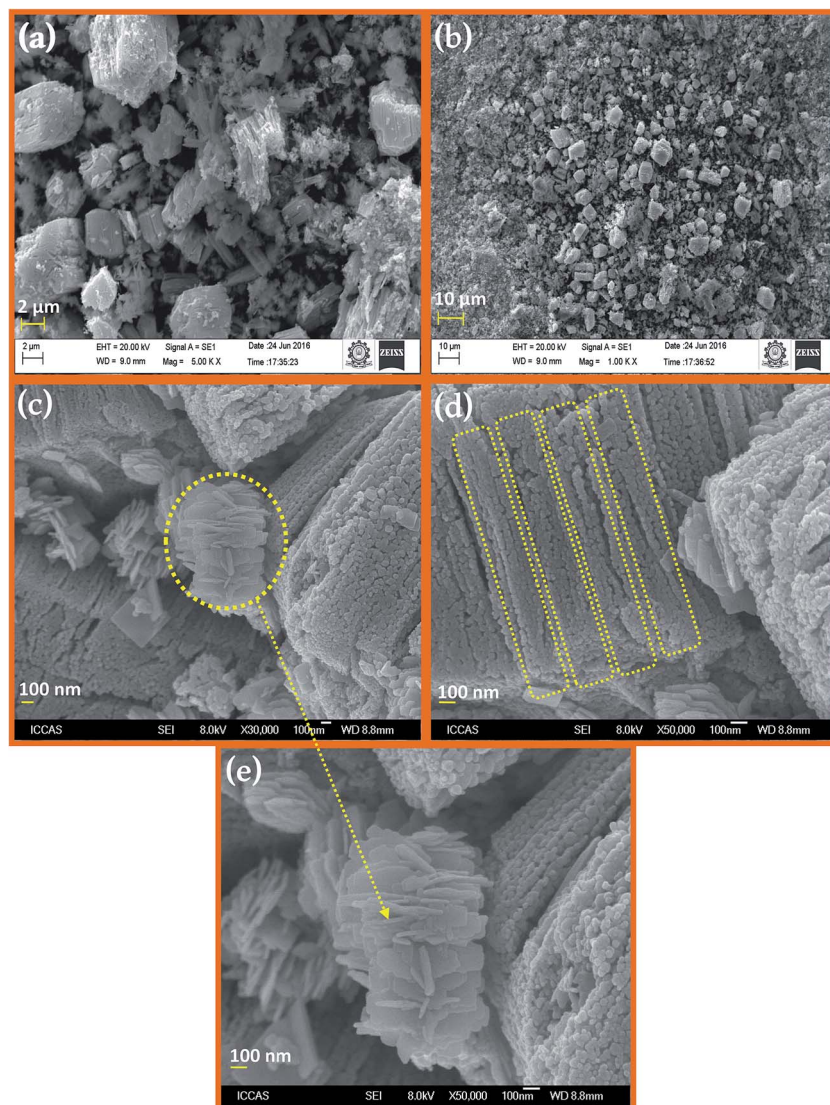 (a)
2 μm
2 μm
EHT = 20.00 kV
Signal A = SE1
Date :24 Jun 2016
WD = 9.0 mm
Mag = 5.00 K X
Time :17:35:23
ZEISS
(b)
10 μm
10 μm
EHT = 20.00 kV
Signal A = SE1
Date :24 Jun 2016
WD = 9.0 mm
Mag = 1.00 K X
Time :17:36:52
ZEISS
(c)
100 nm
ICCAS SEI 8.0kV X30,000 100nm WD 8.8mm
(d)
100 nm
ICCAS SEI 8.0kV X50,000 100nm WD 8.8mm
(e)
100 nm
ICCAS SEI 8.0kV X50,000 100nm WD 8.8mm